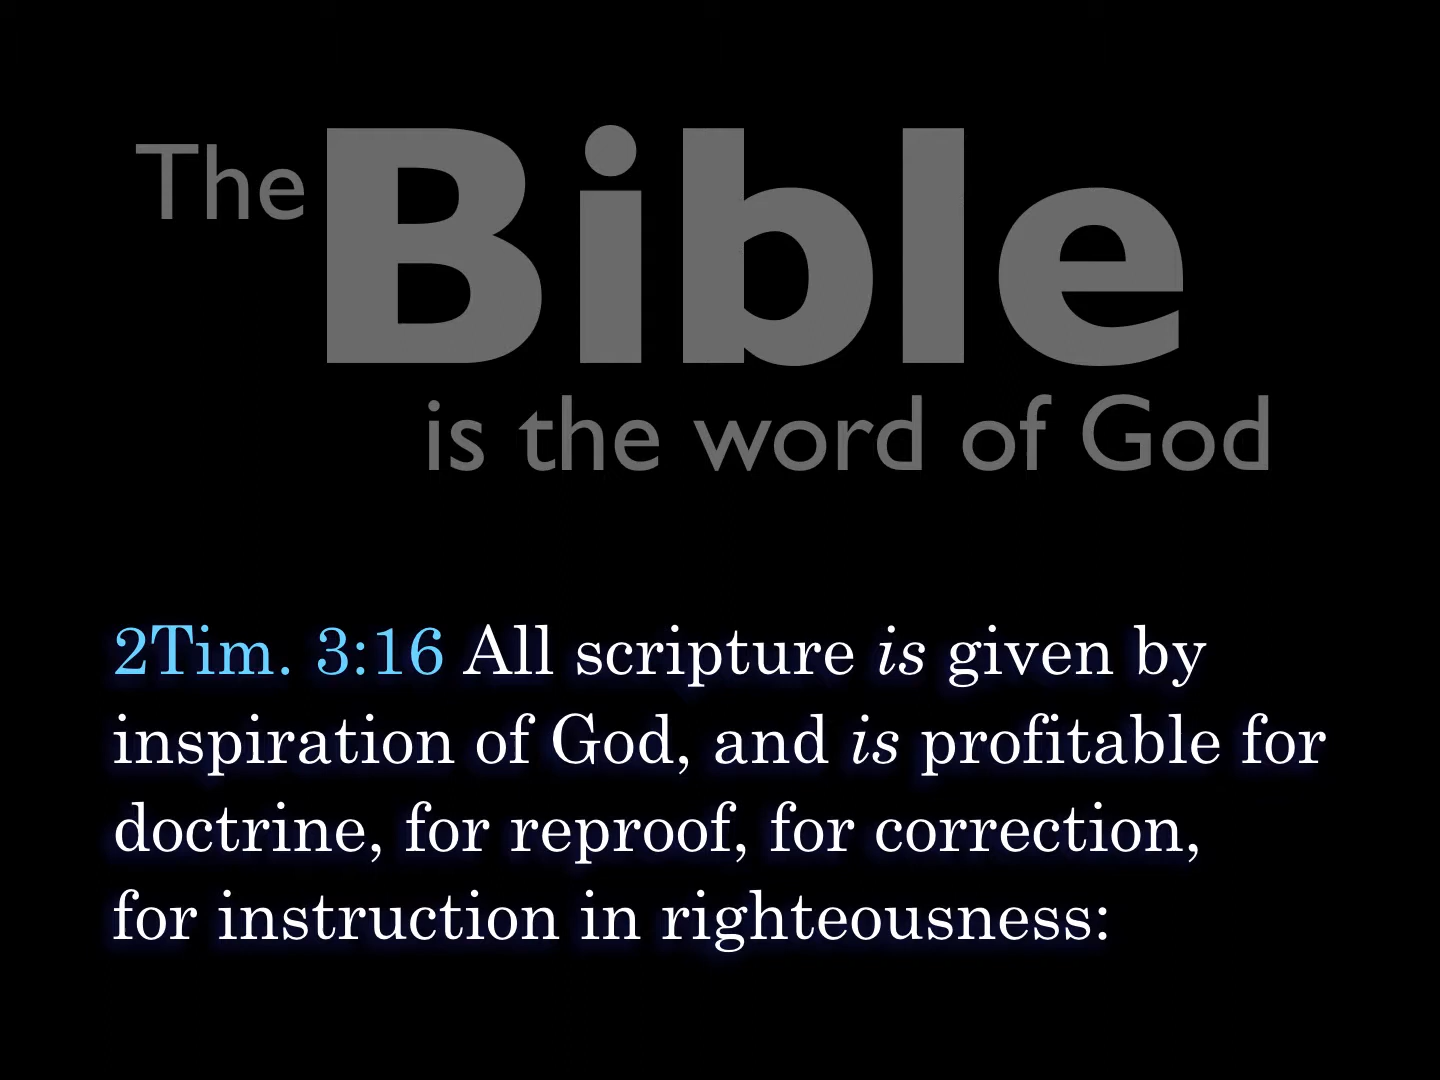 The Bible
is the word of God
2Tim. 3:16 All scripture is given by
inspiration of God, and is profitable for
doctrine, for reproof, for correction,
for instruction in righteousness: